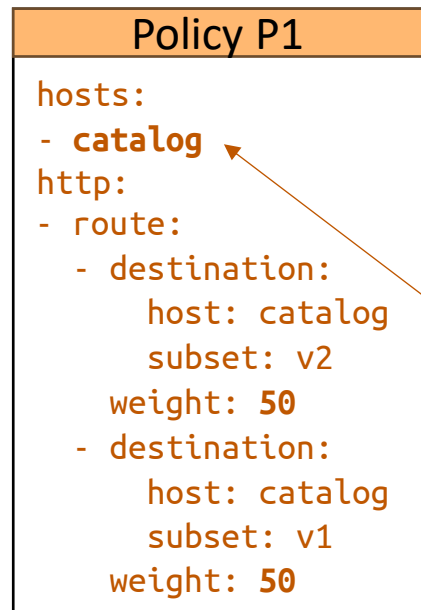 Policy P1
hosts:
- catalog
http:
- route:
  - destination:
      host: catalog
      subset: v2
    weight: 50
  - destination:
      host: catalog
      subset: v1
    weight: 50